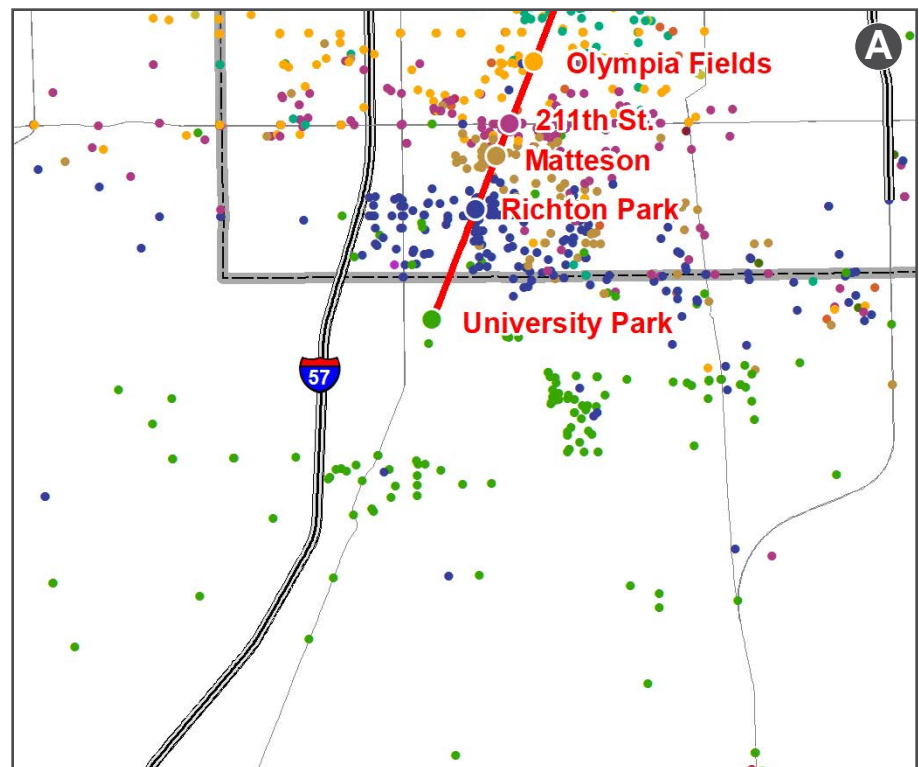 A
Olympia Fields
211th St.
Matteson
Richton Park
University Park
57